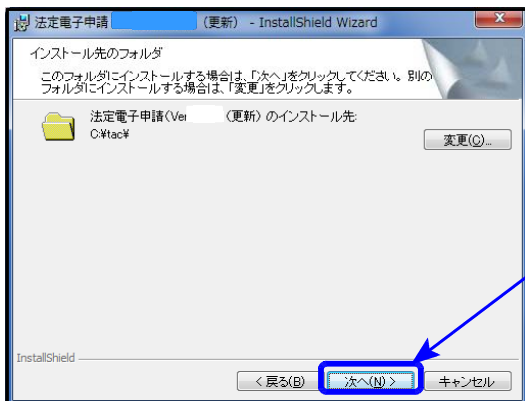 法定電子申請 (更新) - InstallShield Wizard
インストール先のフォルダ
このフォルダにインストールする場合は、「次へ」をクリックしてください。別の
フォルダにインストールする場合は、「変更」をクリックします。
法定電子申請(Ver (更新) のインストール先:
C:¥tac¥
変更(C)...
InstallShield
< 戻る(B)
次へ(N) >
キャンセル